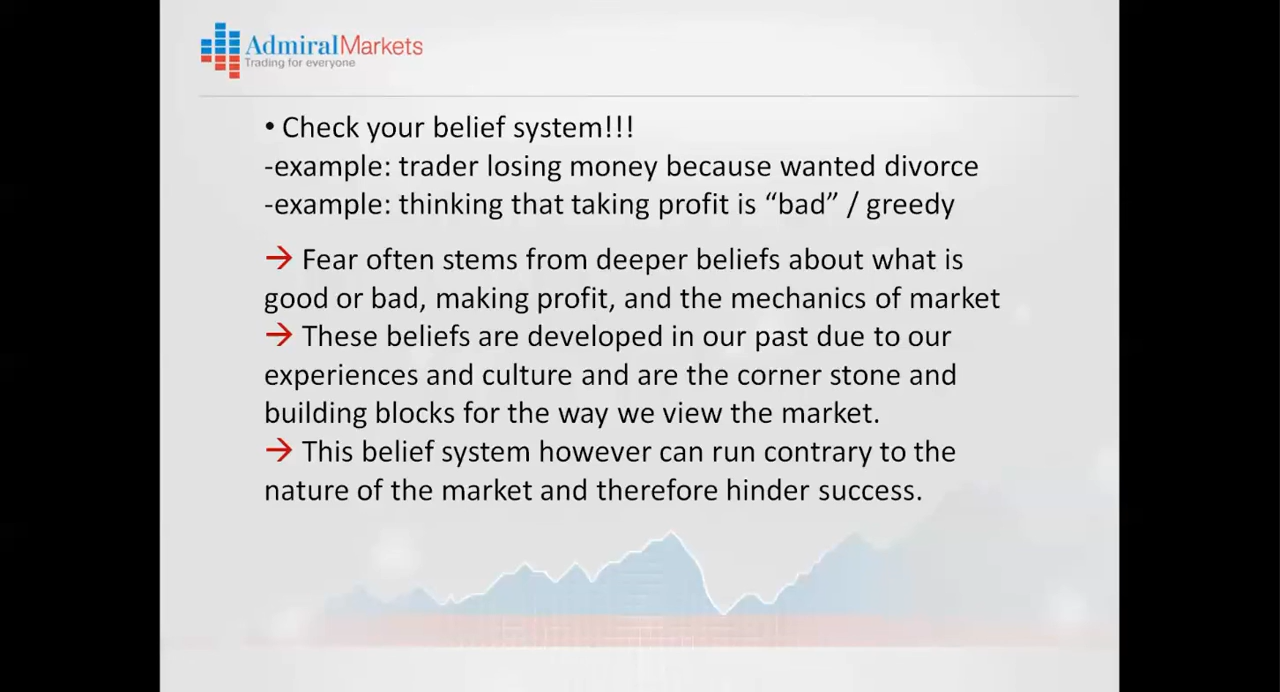 AdmiralMarkets
Trading for everyone
• Check your belief system!!!
-example: trader losing money because wanted divorce
-example: thinking that taking profit is “bad” / greedy
→ Fear often stems from deeper beliefs about what is
good or bad, making profit, and the mechanics of market
→ These beliefs are developed in our past due to our
experiences and culture and are the corner stone and
building blocks for the way we view the market.
→ This belief system however can run contrary to the
nature of the market and therefore hinder success.